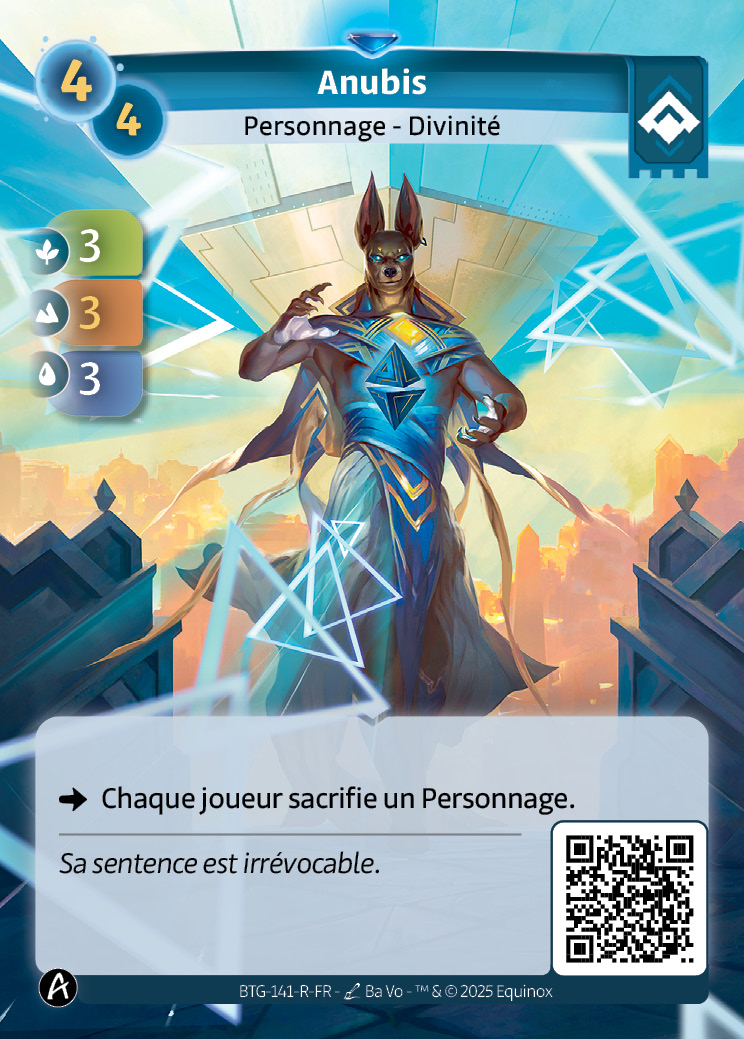 4
Anubis
4
Personnage - Divinité
3
3
3
Chaque joueur sacrifie un Personnage.
Sa sentence est irrévocable.
BTG-141-R-FR - Ba Vo - ™ & © 2025 Equinox